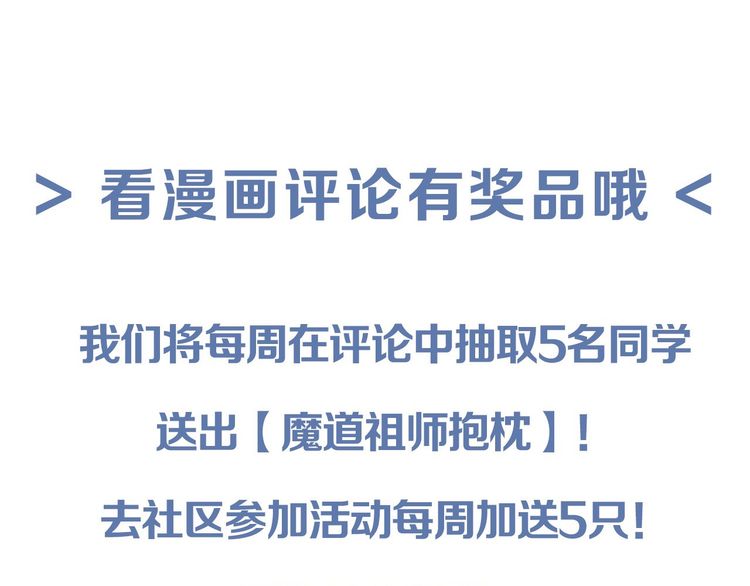 > 看漫画评论有奖品哦 <
我们将每周在评论中抽取5名同学
送出【魔道祖师抱枕】!
去社区参加活动每周加送5只!